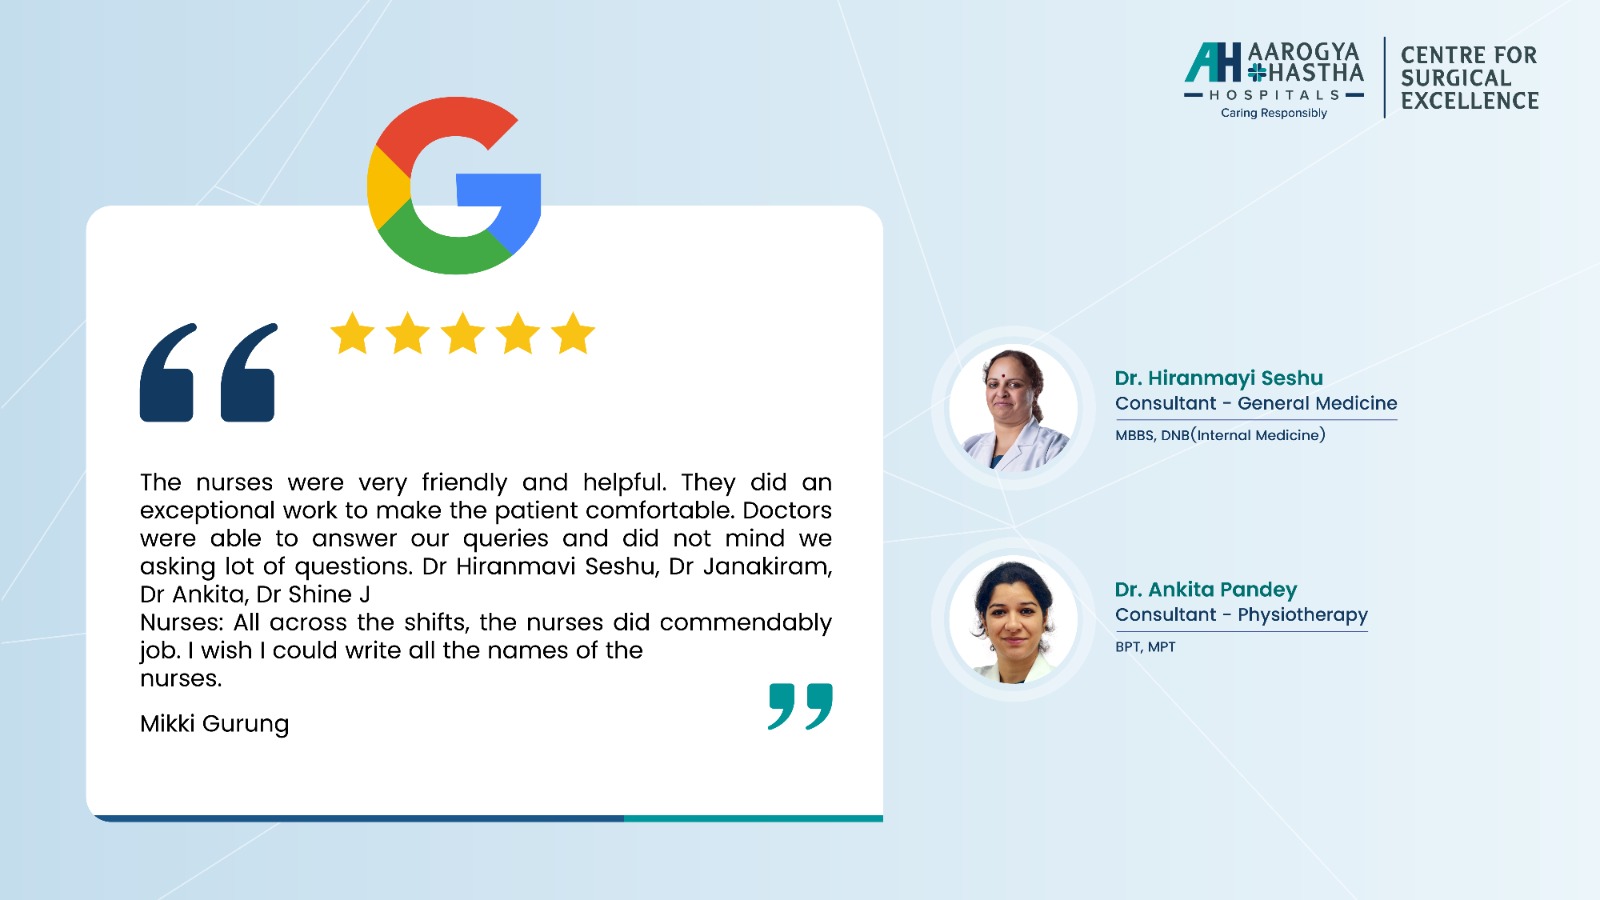 AH AAROGYA
HASTHA
HOSPITALS
Caring Responsibly
CENTRE FOR
SURGICAL
EXCELLENCE
The nurses were very friendly and helpful. They did an
exceptional work to make the patient comfortable. Doctors
were able to answer our queries and did not mind we
asking lot of questions. Dr Hiranmavi Seshu, Dr Janakiram,
Dr Ankita, Dr Shine J
Nurses: All across the shifts, the nurses did commendably
job. I wish I could write all the names of the
nurses.
Mikki Gurung
Dr. Hiranmayi Seshu
Consultant - General Medicine
MBBS, DNB(Internal Medicine)
Dr. Ankita Pandey
Consultant - Physiotherapy
BPT, MPT